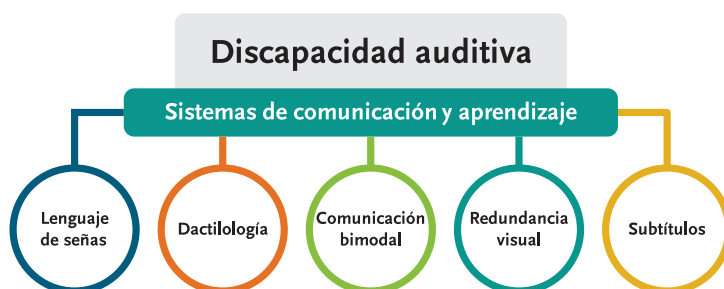 Discapacidad auditiva
Sistemas de comunicación y aprendizaje
Lenguaje
de señas
Dactilología
Comunicación
bimodal
Redundancia
visual
Subtítulos